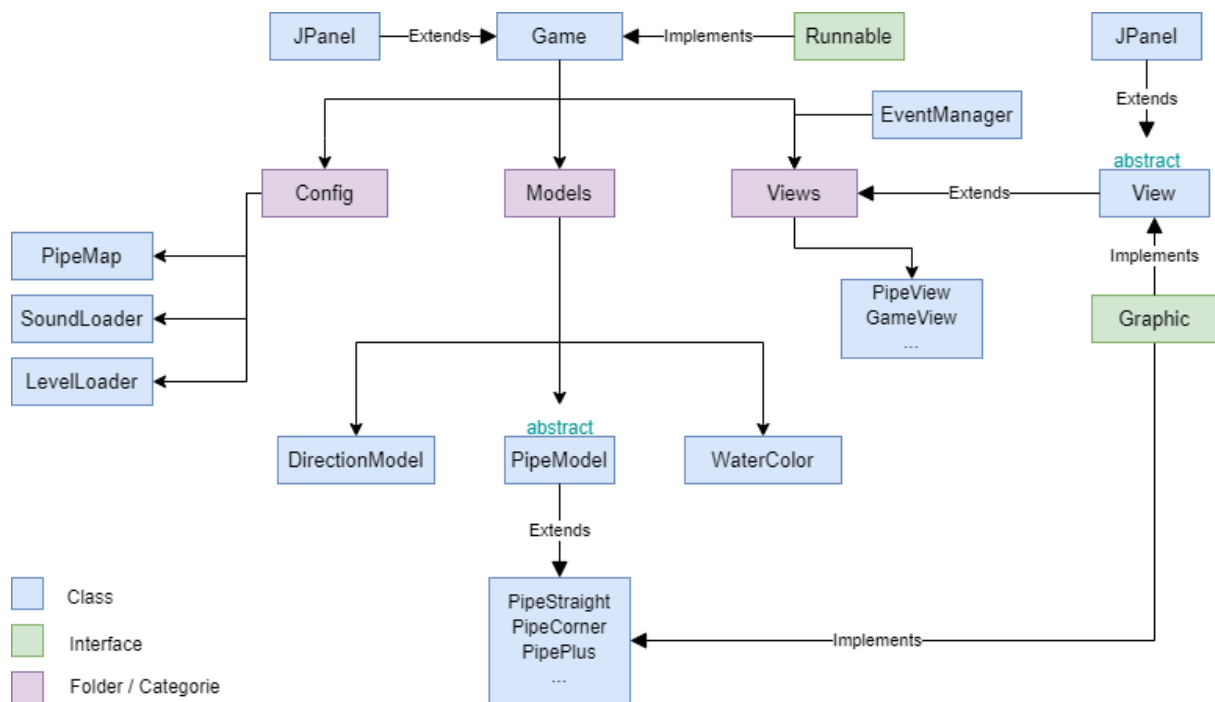 JPanel
Extends
Game
Implements
Runnable
JPanel
Extends
EventManager
abstract
Config
Models
Views
Extends
View
PipeMap
Implements
PipeView
GameView
...
SoundLoader
Graphic
LevelLoader
abstract
DirectionModel
PipeModel
WaterColor
Extends
Class
PipeStraight
PipeCorner
PipePlus
...
Implements
Interface
Folder / Categorie